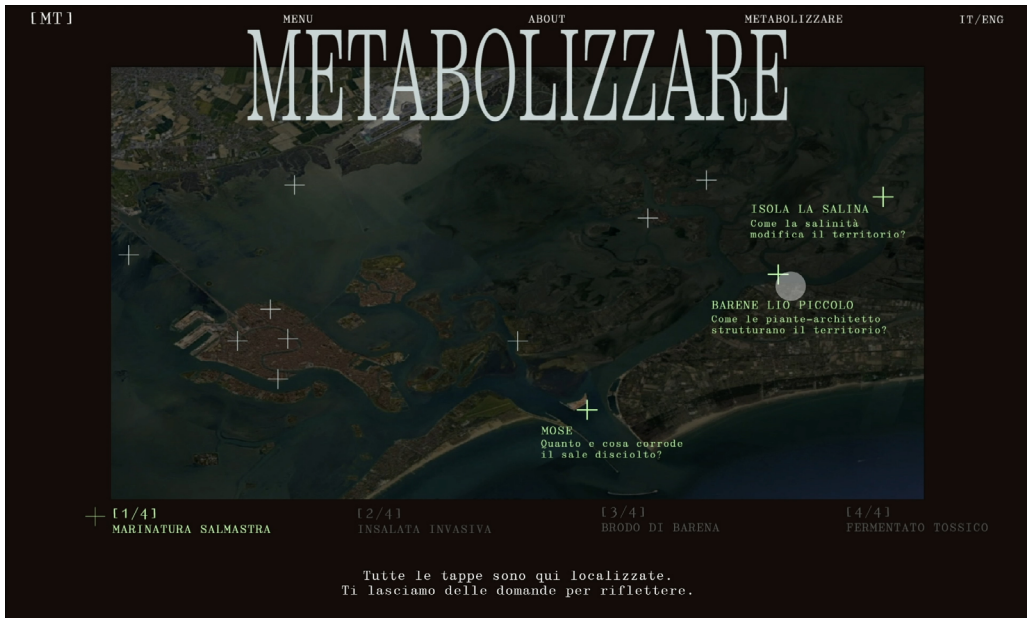 [MT]
MENU
ABOUT
METABOLIZZARE
IT/ENG
METABOLIZZARE
ISOLA LA SALINA
Come la salinità
modifica il territorio?
BARENE LIO PICCOLO
Come le piante-architetto
strutturano il territorio?
MOSE
Quanto e cosa corrode
il sale disciolto?
[1/4]
MARINATURA SALMASTRA
[2/4]
INSALATA INVASIVA
[3/4]
BRODO DI BARENA
[4/4]
FERMENTATO TOSSICO
Tutte le tappe sono qui localizzate.
Ti lasciamo delle domande per riflettere.